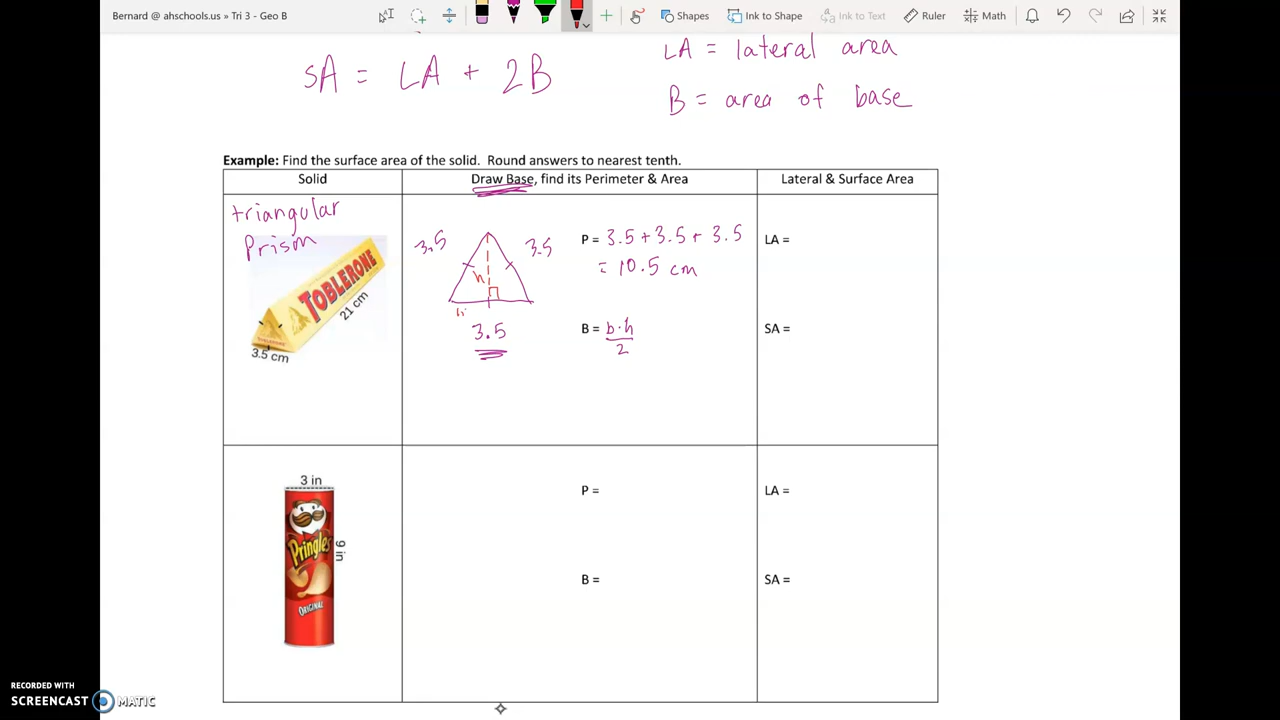 Bernard @ ahschools.us » Tri 3 - Geo B
Shapes
Ink to Shape
Ink to Text
Ruler
Math
SA = LA + 2B
LA = lateral area
B = area of base
Example: Find the surface area of the solid. Round answers to nearest tenth.
Solid
Draw Base, find its Perimeter & Area
Lateral & Surface Area
triangular
Prism
TOBLERONE
21 cm
3.5 cm
3.5
3.5
h
3.5
P = 3.5 + 3.5 + 3.5
= 10.5 cm
B = b·h
2
LA =
SA =
3 in
Pringles
ORIGINAL
9 in
P =
B =
LA =
SA =
RECORDED WITH
SCREENCAST MATIC